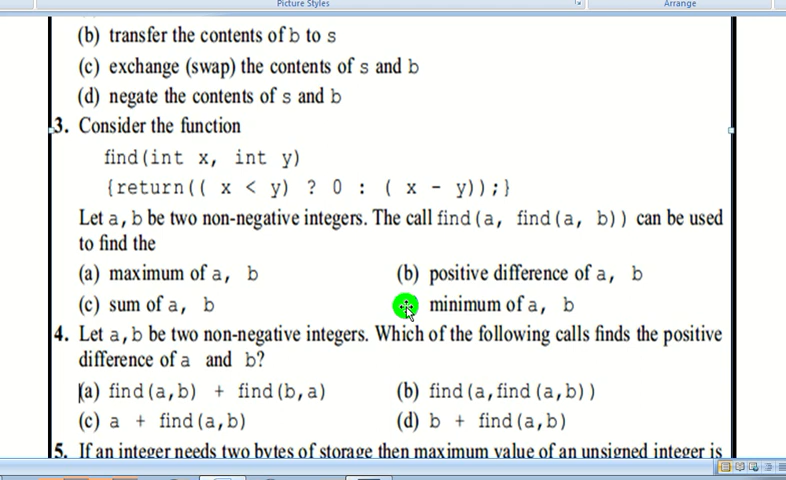 Picture Styles
Arrange
(b) transfer the contents of b to s
(c) exchange (swap) the contents of s and b
(d) negate the contents of s and b
3. Consider the function
find(int x, int y)
{return(( x < y) ? 0 : ( x - y));}
Let a, b be two non-negative integers. The call find(a, find(a, b)) can be used
to find the
(a) maximum of a, b (b) positive difference of a, b
(c) sum of a, b minimum of a, b
4. Let a, b be two non-negative integers. Which of the following calls finds the positive
difference of a and b?
(a) find(a,b) + find(b,a) (b) find(a,find(a,b))
(c) a + find(a,b) (d) b + find(a,b)
5. If an integer needs two bytes of storage then maximum value of an unsigned integer is